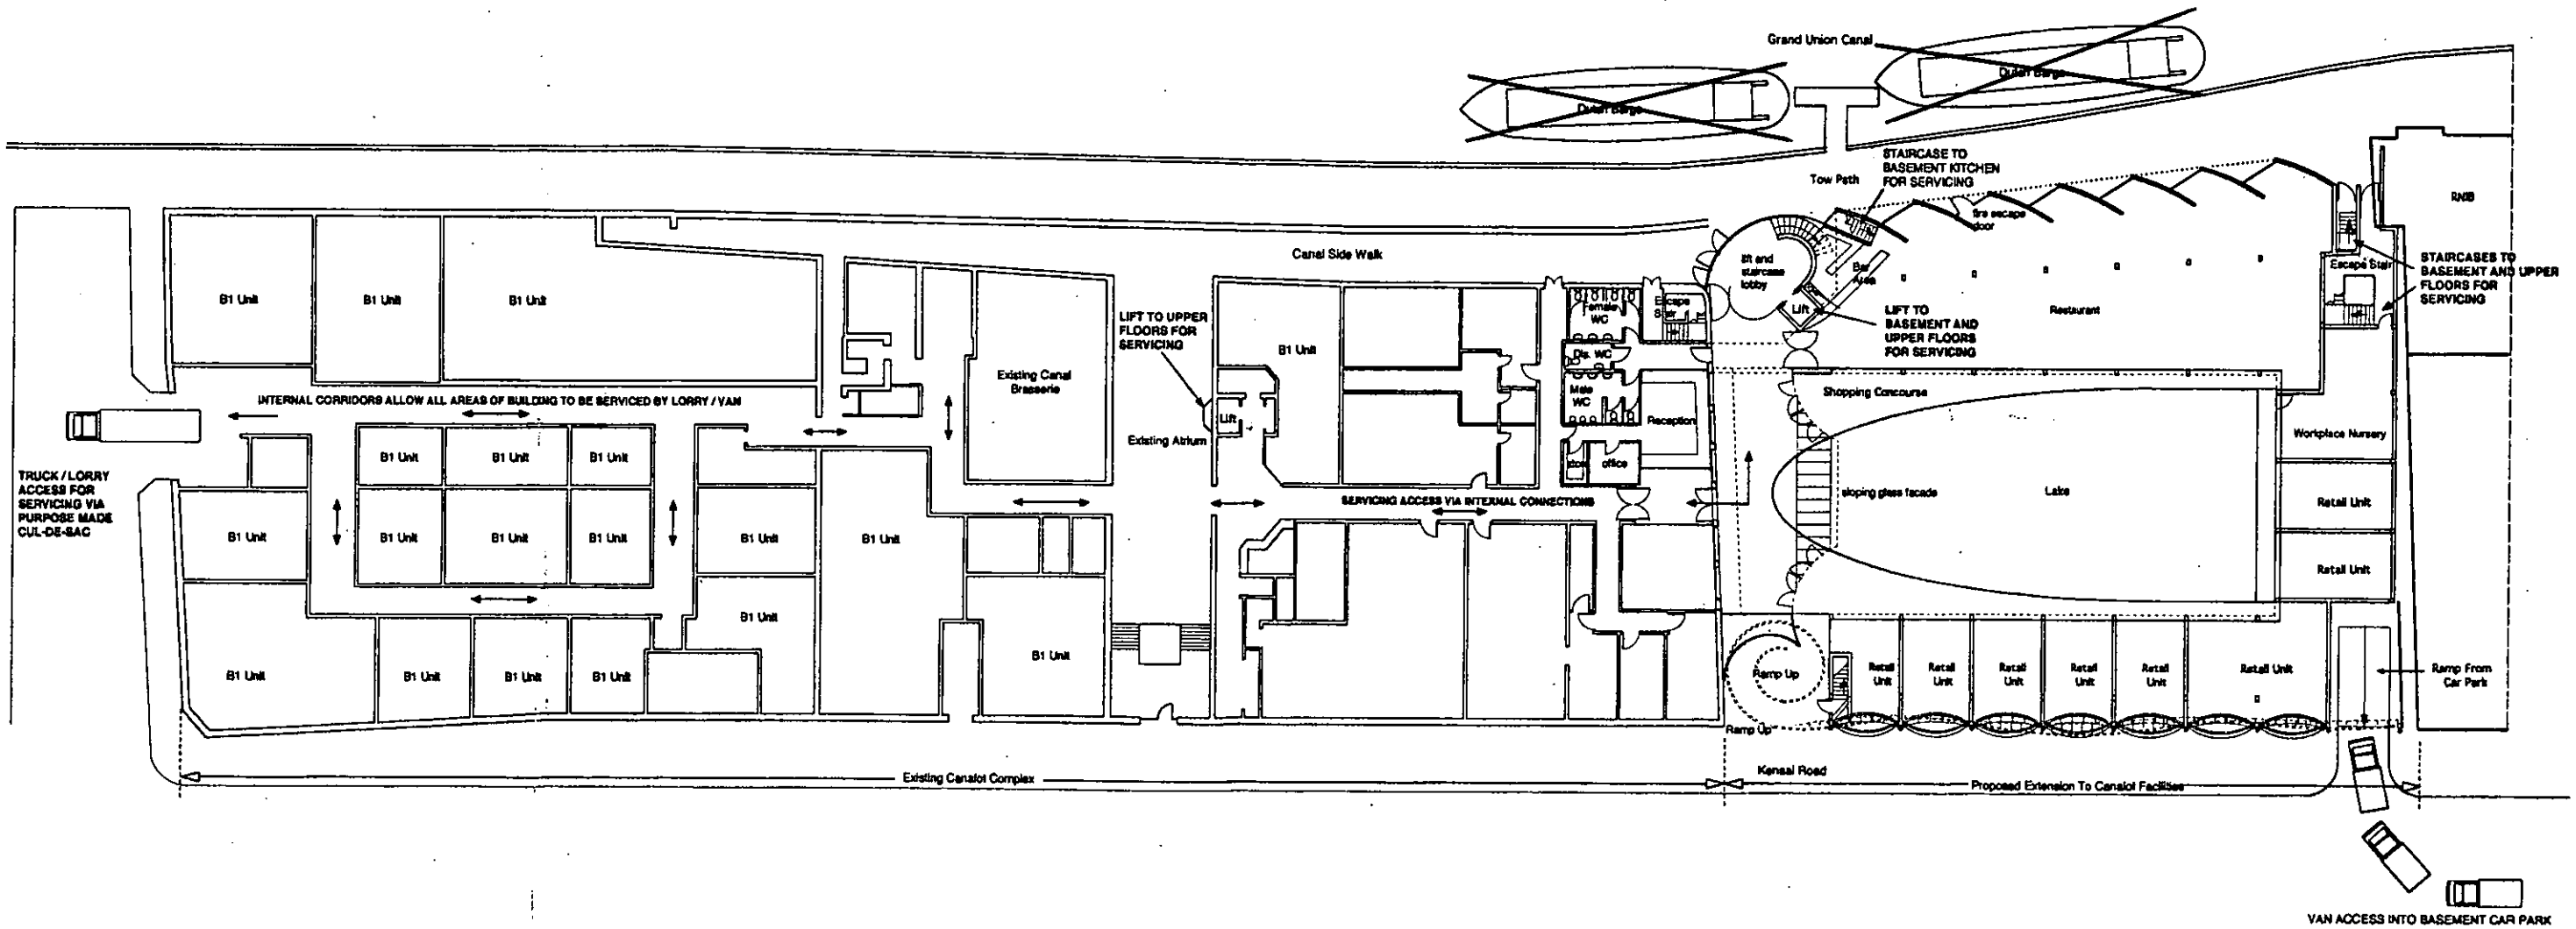 Grand Union Canal
Dutch Barge
Dutch Barge
STAIRCASE TO
BASEMENT KITCHEN
FOR SERVICING
Tow Path
fire escape
door
RNIB
Canal Side Walk
lift and
staircase
lobby
Bar
Area
Escape Stair
STAIRCASES TO
BASEMENT AND UPPER
FLOORS FOR
SERVICING
B1 Unit
B1 Unit
B1 Unit
Female
WC
Escape
Stair
Lift
Restaurant
LIFT TO UPPER
FLOORS FOR
SERVICING
LIFT TO
BASEMENT AND
UPPER FLOORS
FOR SERVICING
B1 Unit
Dis. WC
Existing Canal
Brasserie
Male
WC
Shopping Concourse
INTERNAL CORRIDORS ALLOW ALL AREAS OF BUILDING TO BE SERVICED BY LORRY / VAN
Lift
Reception
Existing Atrium
Workplace Nursery
B1 Unit
B1 Unit
B1 Unit
store
office
TRUCK / LORRY
ACCESS FOR
SERVICING VIA
PURPOSE MADE
CUL-DE-SAC
SERVICING ACCESS VIA INTERNAL CONNECTIONS
sloping glass facade
Lake
Retail Unit
B1 Unit
B1 Unit
B1 Unit
B1 Unit
B1 Unit
B1 Unit
Retail Unit
B1 Unit
B1 Unit
B1 Unit
B1 Unit
B1 Unit
B1 Unit
Ramp Up
Retail
Unit
Retail
Unit
Retail
Unit
Retail
Unit
Retail
Unit
Retail Unit
Ramp From
Car Park
Ramp Up
Existing Canalot Complex
Kensal Road
Proposed Extension To Canalot Facilities
VAN ACCESS INTO BASEMENT CAR PARK